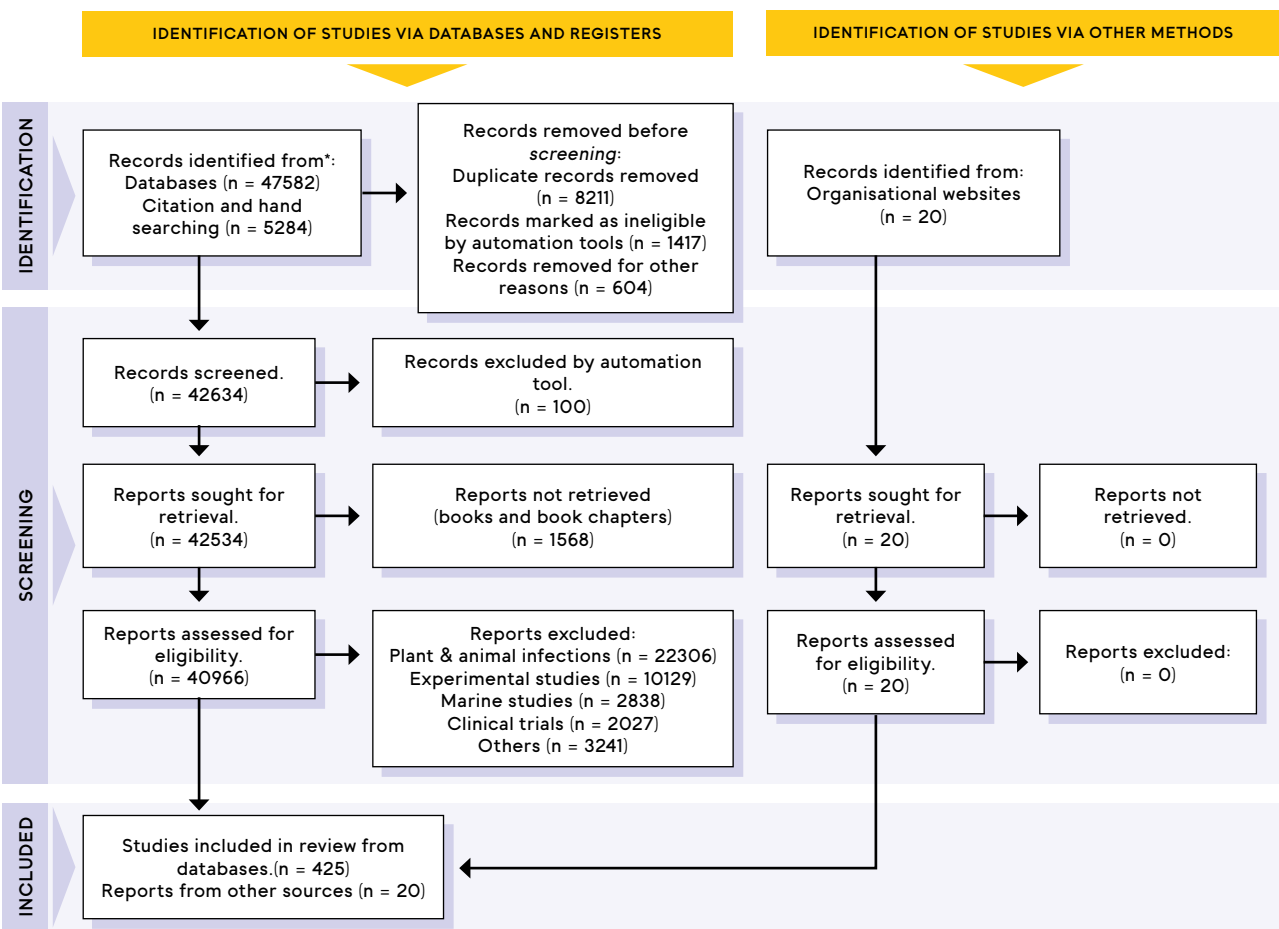 IDENTIFICATION OF STUDIES VIA DATABASES AND REGISTERS
IDENTIFICATION OF STUDIES VIA OTHER METHODS
IDENTIFICATION
Records identified from*:
Databases (n = 47582)
Citation and hand
searching (n = 5284)
Records removed before
screening:
Duplicate records removed
(n = 8211)
Records marked as ineligible
by automation tools (n = 1417)
Records removed for other
reasons (n = 604)
Records identified from:
Organisational websites
(n = 20)
SCREENING
Records screened.
(n = 42634)
Records excluded by automation
tool.
(n = 100)
Reports sought for
retrieval.
(n = 42534)
Reports not retrieved
(books and book chapters)
(n = 1568)
Reports sought for
retrieval.
(n = 20)
Reports not
retrieved.
(n = 0)
Reports assessed for
eligibility.
(n = 40966)
Reports excluded:
Plant & animal infections (n = 22306)
Experimental studies (n = 10129)
Marine studies (n = 2838)
Clinical trials (n = 2027)
Others (n = 3241)
Reports assessed
for eligibility.
(n = 20)
Reports excluded:
(n = 0)
INCLUDED
Studies included in review from
databases.(n = 425)
Reports from other sources (n = 20)